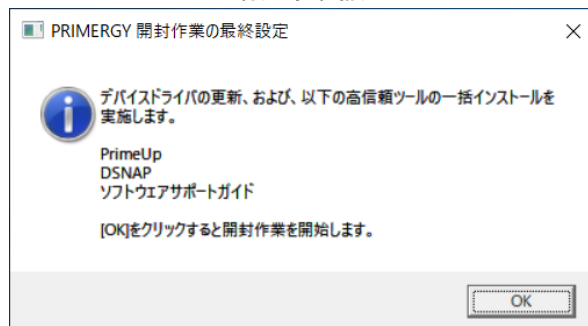 PRIMERGY 開封作業の最終設定
デバイスドライバの更新、および、以下の高信頼ツールの一括インストールを
実施します。
PrimeUp
DSNAP
ソフトウェアサポートガイド
[OK]をクリックすると開封作業を開始します。
OK